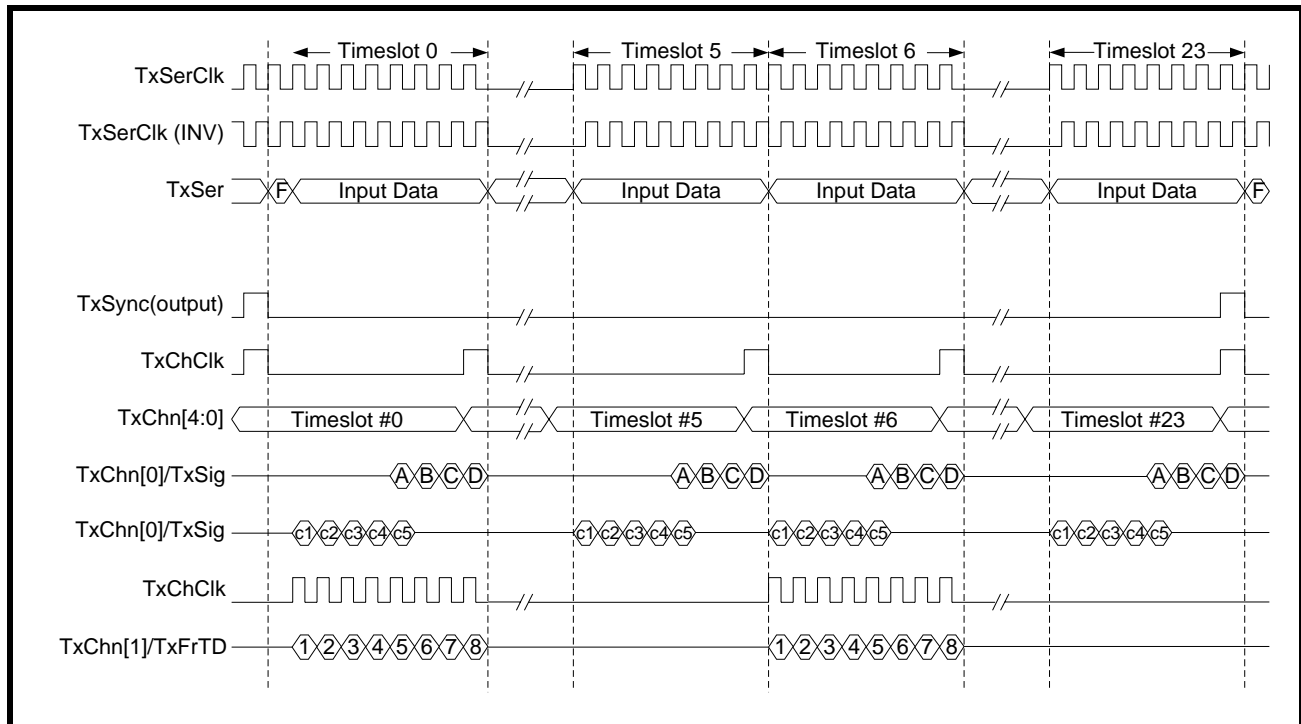 Timeslot 0 Timeslot 5 Timeslot 6 Timeslot 23
TxSerClk
TxSerClk (INV)
TxSer F Input Data Input Data Input Data Input Data F
TxSync(output)
TxChClk
TxChn[4:0] Timeslot #0 Timeslot #5 Timeslot #6 Timeslot #23
TxChn[0]/TxSig A B C D A B C D A B C D A B C D
TxChn[0]/TxSig c1 c2 c3 c4 c5 c1 c2 c3 c4 c5 c1 c2 c3 c4 c5 c1 c2 c3 c4 c5
TxChClk
TxChn[1]/TxFrTD 1 2 3 4 5 6 7 8 1 2 3 4 5 6 7 8